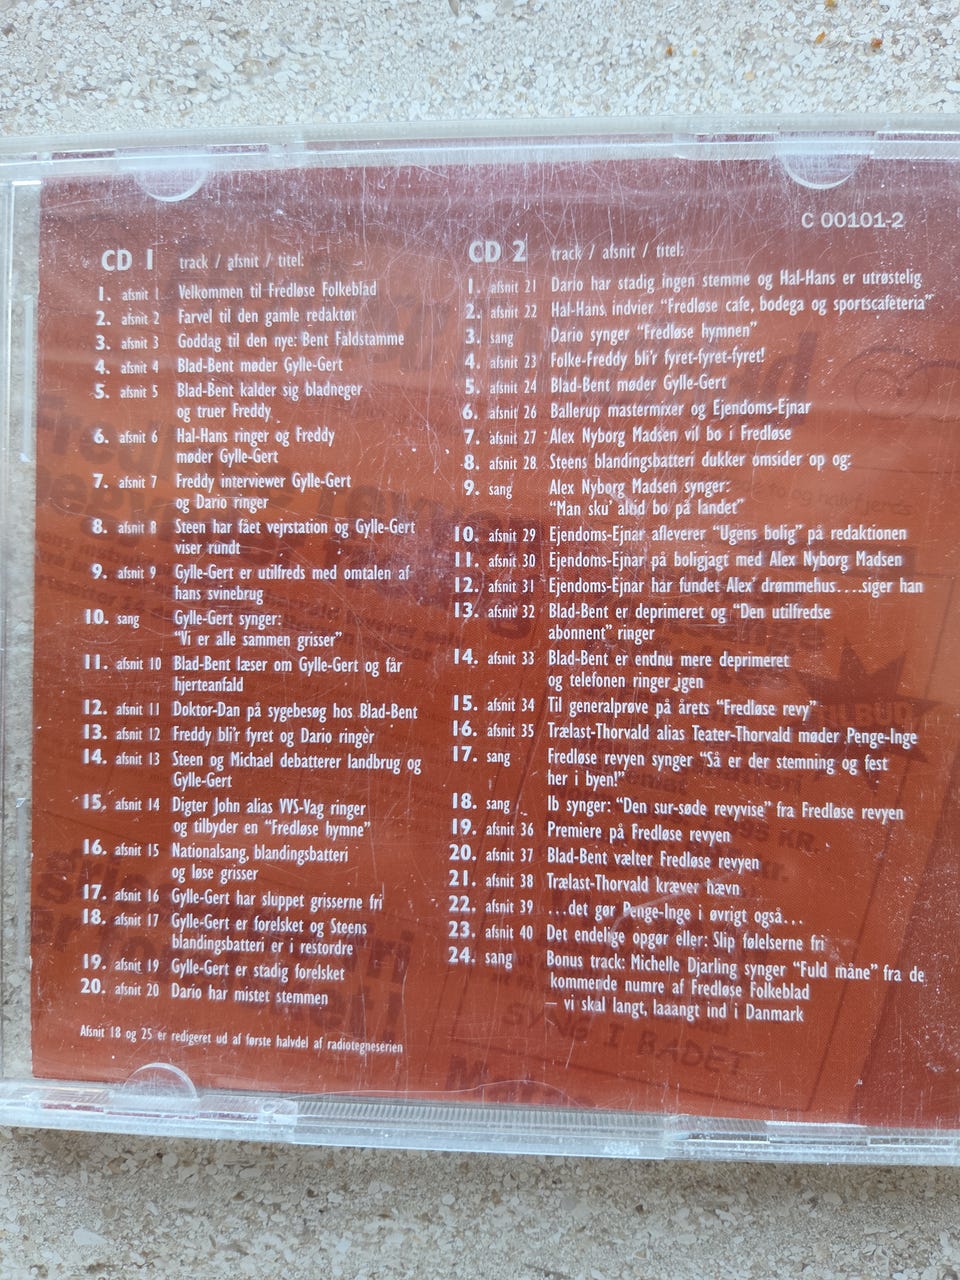 C 00101-2
CD 1 track / afsnit / titel:
1. afsnit 1 Velkommen til Fredløse Folkeblad
2. afsnit 2 Farvel til den gamle redaktør
3. afsnit 3 Goddag til den nye: Bent Faldstamme
4. afsnit 4 Blad-Bent møder Gylle-Gert
5. afsnit 5 Blad-Bent kalder sig bladneger
og truer Freddy
6. afsnit 6 Hal-Hans ringer og Freddy
møder Gylle-Gert
7. afsnit 7 Freddy interviewer Gylle-Gert
og Dario ringer
8. afsnit 8 Steen har fået vejrstation og Gylle-Gert
viser rundt
9. afsnit 9 Gylle-Gert er utilfreds med omtalen af
hans svinebrug
10. sang Gylle-Gert synger:
"Vi er alle sammen grisser"
11. afsnit 10 Blad-Bent læser om Gylle-Gert og får
hjerteanfald
12. afsnit 11 Doktor-Dan på sygebesøg hos Blad-Bent
13. afsnit 12 Freddy bli'r fyret og Dario ringer
14. afsnit 13 Steen og Michael debatterer landbrug og
Gylle-Gert
15. afsnit 14 Digter John alias VVS-Vag ringer
og tilbyder en "Fredløse hymne"
16. afsnit 15 Nationalsang, blandingsbatteri
og løse grisser
17. afsnit 16 Gylle-Gert har sluppet grisserne fri
18. afsnit 17 Gylle-Gert er forelsket og Steens
blandingsbatteri er i restordre
19. afsnit 19 Gylle-Gert er stadig forelsket
20. afsnit 20 Dario har mistet stemmen
Afsnit 18 og 25 er redigeret ud af første halvdel af radiotegneserien
CD 2 track / afsnit / titel:
1. afsnit 21 Dario har stadig ingen stemme og Hal-Hans er utrøstelig
2. afsnit 22 Hal-Hans indvier "Fredløse cafe, bodega og sportscafeteria"
3. sang Dario synger "Fredløse hymnen"
4. afsnit 23 Folke-Freddy bli'r fyret-fyret-fyret!
5. afsnit 24 Blad-Bent møder Gylle-Gert
6. afsnit 26 Ballerup mastermixer og Ejendoms-Ejnar
7. afsnit 27 Alex Nyborg Madsen vil bo i Fredløse
8. afsnit 28 Steens blandingsbatteri dukker omsider op og:
9. sang Alex Nyborg Madsen synger:
"Man sku' altid bo på landet"
10. afsnit 29 Ejendoms-Ejnar afleverer "Ugens bolig" på redaktionen
11. afsnit 30 Ejendoms-Ejnar på boligjagt med Alex Nyborg Madsen
12. afsnit 31 Ejendoms-Ejnar har fundet Alex' drømmehus....siger han
13. afsnit 32 Blad-Bent er deprimeret og "Den utilfredse
abonnent" ringer
14. afsnit 33 Blad-Bent er endnu mere deprimeret
og telefonen ringer igen
15. afsnit 34 Til generalprøve på årets "Fredløse revy"
16. afsnit 35 Trælast-Thorvald alias Teater-Thorvald møder Penge-Inge
17. sang Fredløse revyen synger "Så er der stemning og fest
her i byen!"
18. sang Ib synger: "Den sur-søde revyvise" fra Fredløse revyen
19. afsnit 36 Premiere på Fredløse revyen
20. afsnit 37 Blad-Bent vælter Fredløse revyen
21. afsnit 38 Trælast-Thorvald kræver hævn
22. afsnit 39 ...det gør Penge-Inge i øvrigt også...
23. afsnit 40 Det endelige opgør eller: Slip følelserne fri
24. sang Bonus track: Michelle Djarling synger "Fuld måne" fra de
kommende numre af Fredløse Folkeblad
– vi skal langt, laaangt ind i Danmark